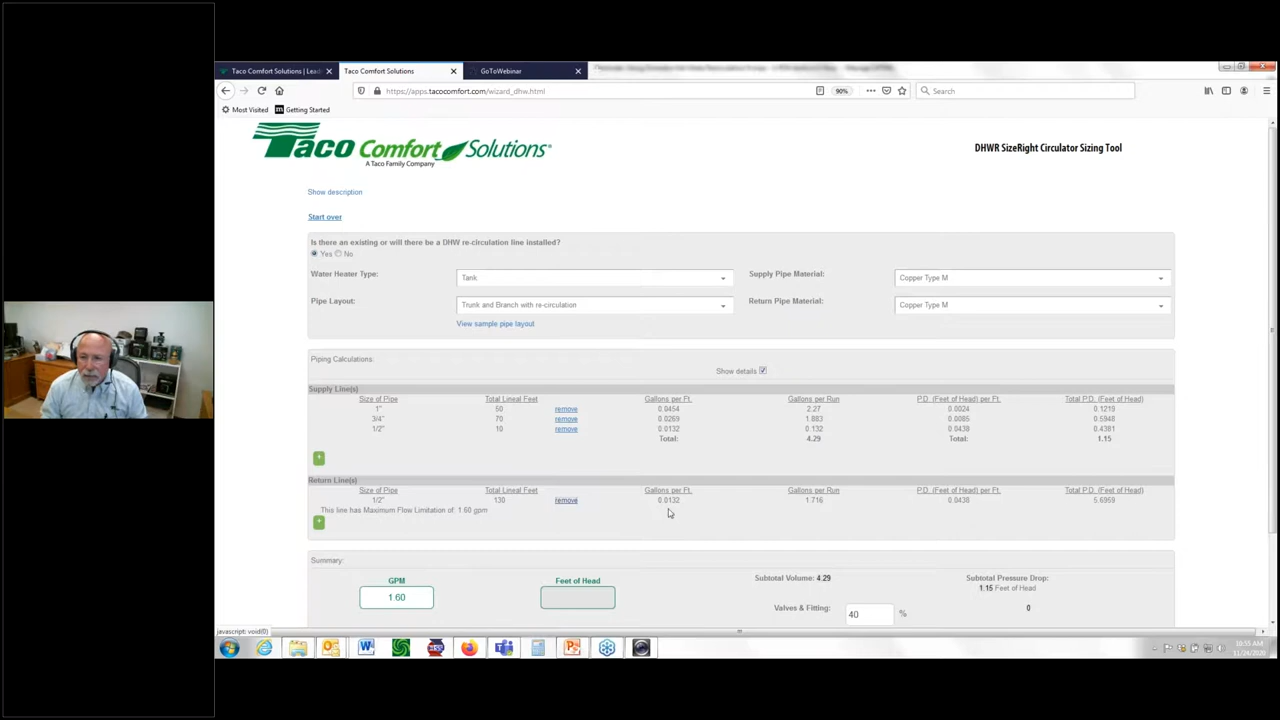 Taco Comfort Solutions | Lead
Taco Comfort Solutions
GoToWebinar
https://apps.tacocomfort.com/wizard_dhw.html
90%
Search
Most Visited
Getting Started
Taco Comfort Solutions®
A Taco Family Company
DHWR SizeRight Circulator Sizing Tool
Show description
Start over
Is there an existing or will there be a DHW re-circulation line installed?
Yes No
Water Heater Type: Tank Supply Pipe Material: Copper Type M
Pipe Layout: Trunk and Branch with re-circulation Return Pipe Material: Copper Type M
View sample pipe layout
Piping Calculations:
Show details
Supply Line(s)
Size of Pipe Total Lineal Feet Gallons per Ft. Gallons per Run P.D. (Feet of Head) per Ft. Total P.D. (Feet of Head)
1" 50 remove 0.0454 2.27 0.0024 0.1219
3/4" 70 remove 0.0269 1.883 0.0085 0.5948
1/2" 10 remove 0.0132 0.132 0.0438 0.4381
Total: 4.29 Total: 1.15
+
Return Line(s)
Size of Pipe Total Lineal Feet Gallons per Ft. Gallons per Run P.D. (Feet of Head) per Ft. Total P.D. (Feet of Head)
1/2" 130 remove 0.0132 1.716 0.0438 5.6959
This line has Maximum Flow Limitation of: 1.60 gpm
+
Summary:
GPM Feet of Head Subtotal Volume: 4.29 Subtotal Pressure Drop:
1.15 Feet of Head
1.60
Valves & Fitting: 40 % 0
javascript: void(0)
10:55 AM
11/24/2020